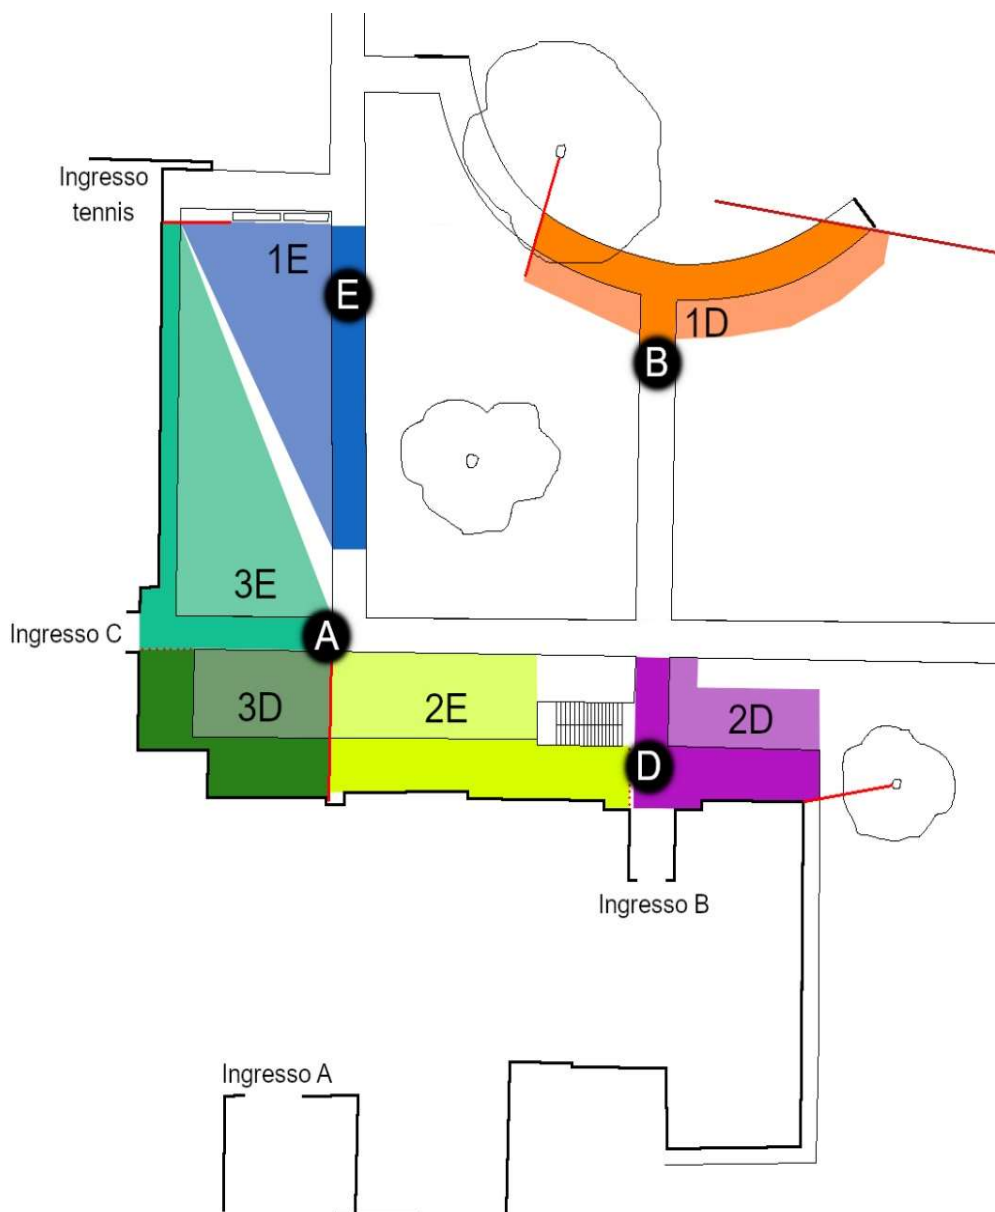 Ingresso
tennis
1E
E
1D
B
3E
Ingresso C
A
3D
2E
2D
D
Ingresso B
Ingresso A